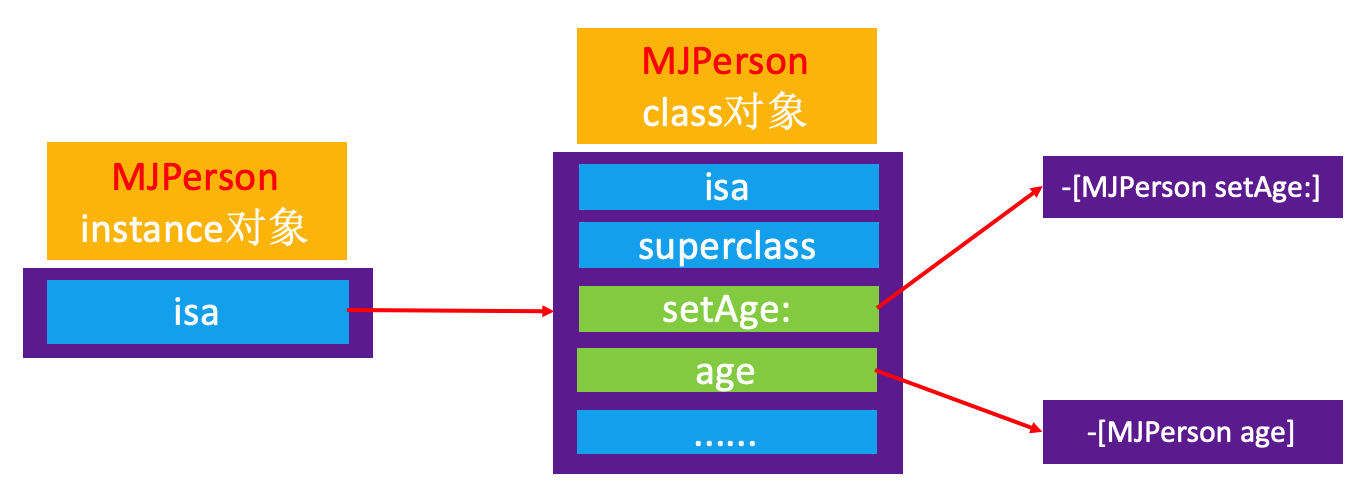 MJPerson
instance对象
isa
MJPerson
class对象
isa
superclass
setAge:
age
......
-[MJPerson setAge:]
-[MJPerson age]